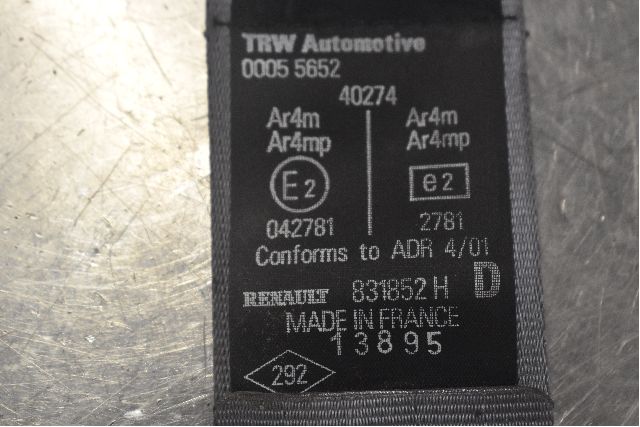 TRW Automotive
0005 5652
40274
Ar4m Ar4m
Ar4mp Ar4mp
E2 e2
042781 2781
Conforms to ADR 4/01
RENAULT 831852 H D
MADE IN FRANCE
13895
292